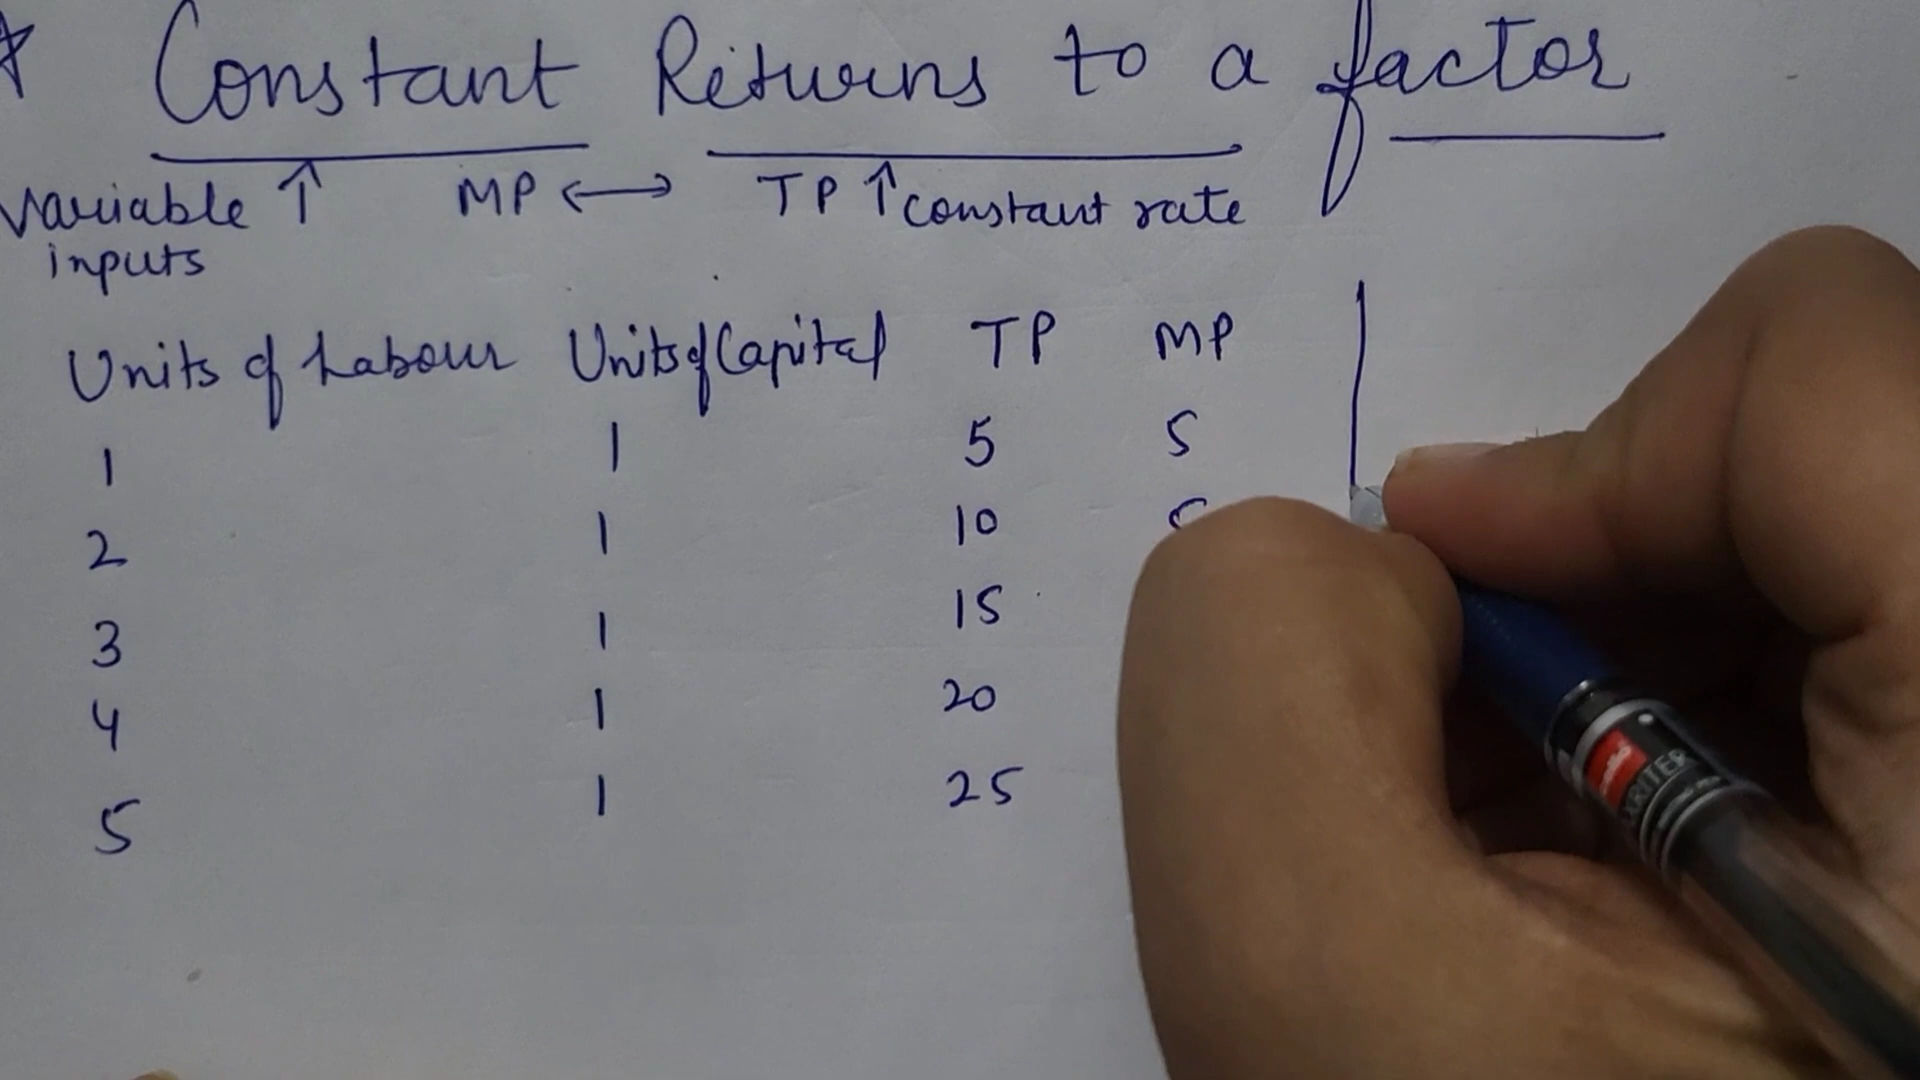 Constant Returns to a factor
Variable ↑ MP ↔ TP ↑ constant rate
inputs
Units of Labour Units of Capital TP MP
1 1 5 5
2 1 10 5
3 1 15
4 1 20
5 1 25